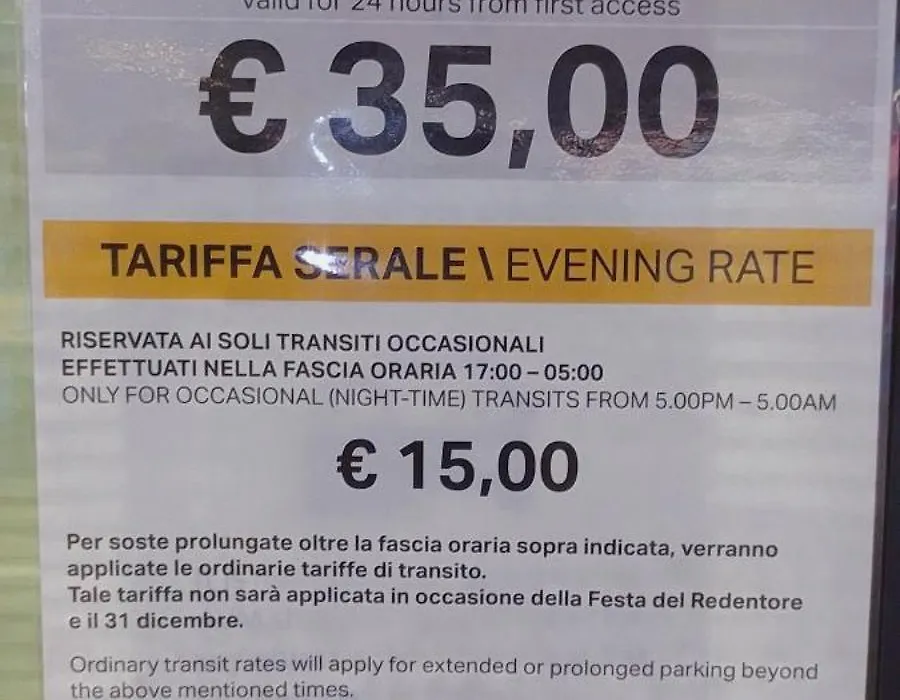 valid for 24 hours from first access
€ 35,00
TARIFFA SERALE \ EVENING RATE
RISERVATA AI SOLI TRANSITI OCCASIONALI
EFFETTUATI NELLA FASCIA ORARIA 17:00 – 05:00
ONLY FOR OCCASIONAL (NIGHT-TIME) TRANSITS FROM 5.00PM – 5.00AM
€ 15,00
Per soste prolungate oltre la fascia oraria sopra indicata, verranno
applicate le ordinarie tariffe di transito.
Tale tariffa non sarà applicata in occasione della Festa del Redentore
e il 31 dicembre.
Ordinary transit rates will apply for extended or prolonged parking beyond
the above mentioned times.